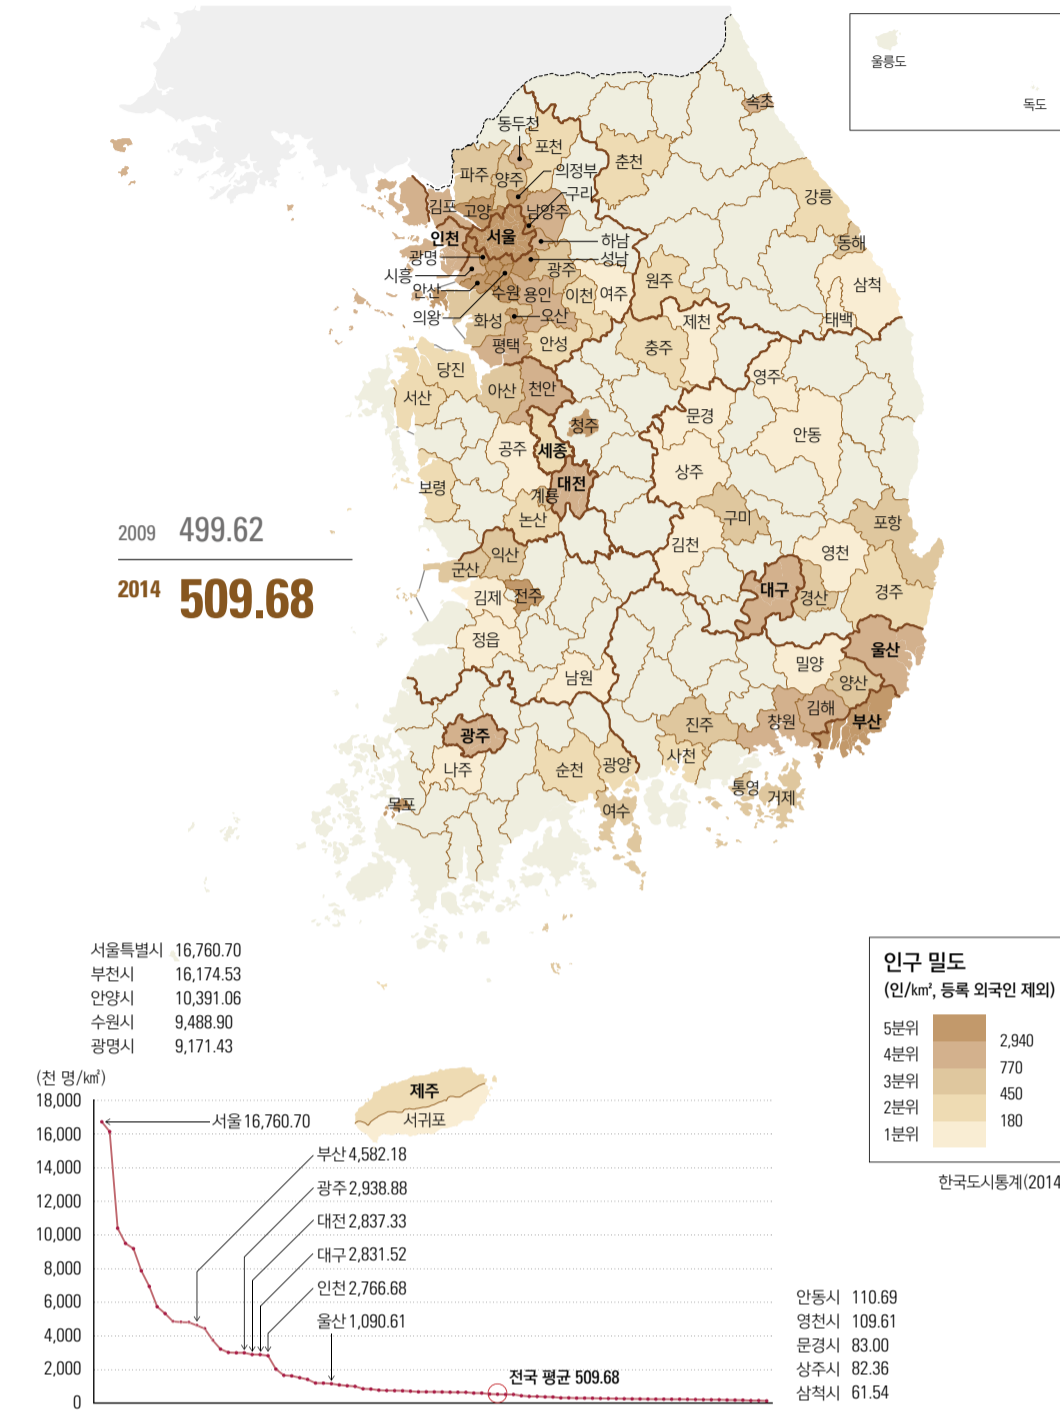 울릉도
독도
속초
동두천
포천
춘천
파주
양주
의정부
구리
강릉
김포
고양
남양주
인천
서울
하남
동해
광명
성남
시흥
광주
안산
수원
용인
이천
여주
원주
삼척
의왕
화성
오산
제천
태백
평택
안성
충주
당진
영주
서산
아산
천안
문경
청주
안동
공주
세종
상주
보령
대전
계룡
논산
구미
포항
2009 499.62
김천
영천
익산
군산
2014 509.68
김제
전주
대구
경산
경주
정읍
울산
밀양
남원
양산
김해
진주
창원
부산
광주
사천
나주
순천
광양
통영
거제
목포
여수
서울특별시 16,760.70
부천시 16,174.53
안양시 10,391.06
수원시 9,488.90
광명시 9,171.43
인구 밀도
(인/㎢, 등록 외국인 제외)
5분위
2,940
4분위
770
3분위
450
2분위
180
1분위
한국도시통계(2014
제주
서귀포
(천 명/㎢)
18,000
16,000
14,000
12,000
10,000
8,000
6,000
4,000
2,000
0
서울 16,760.70
부산 4,582.18
광주 2,938.88
대전 2,837.33
대구 2,831.52
인천 2,766.68
울산 1,090.61
전국 평균 509.68
안동시 110.69
영천시 109.61
문경시 83.00
상주시 82.36
삼척시 61.54